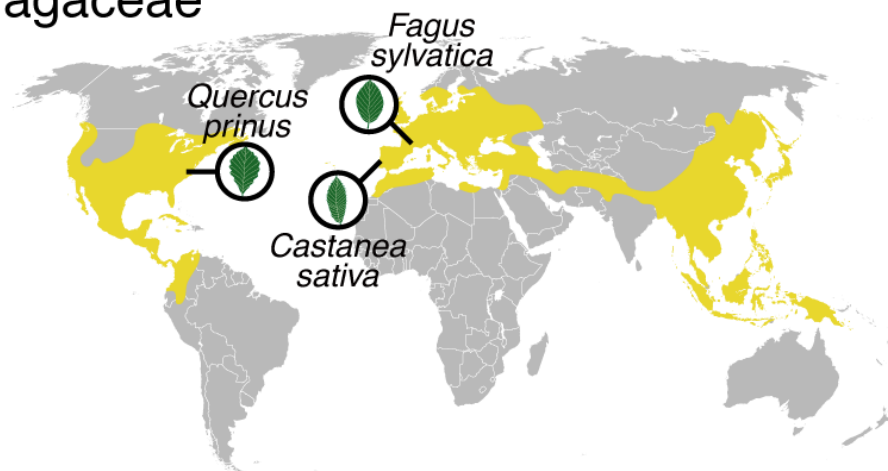 agaceae
Fagus
sylvatica
Quercus
prinus
Castanea
sativa